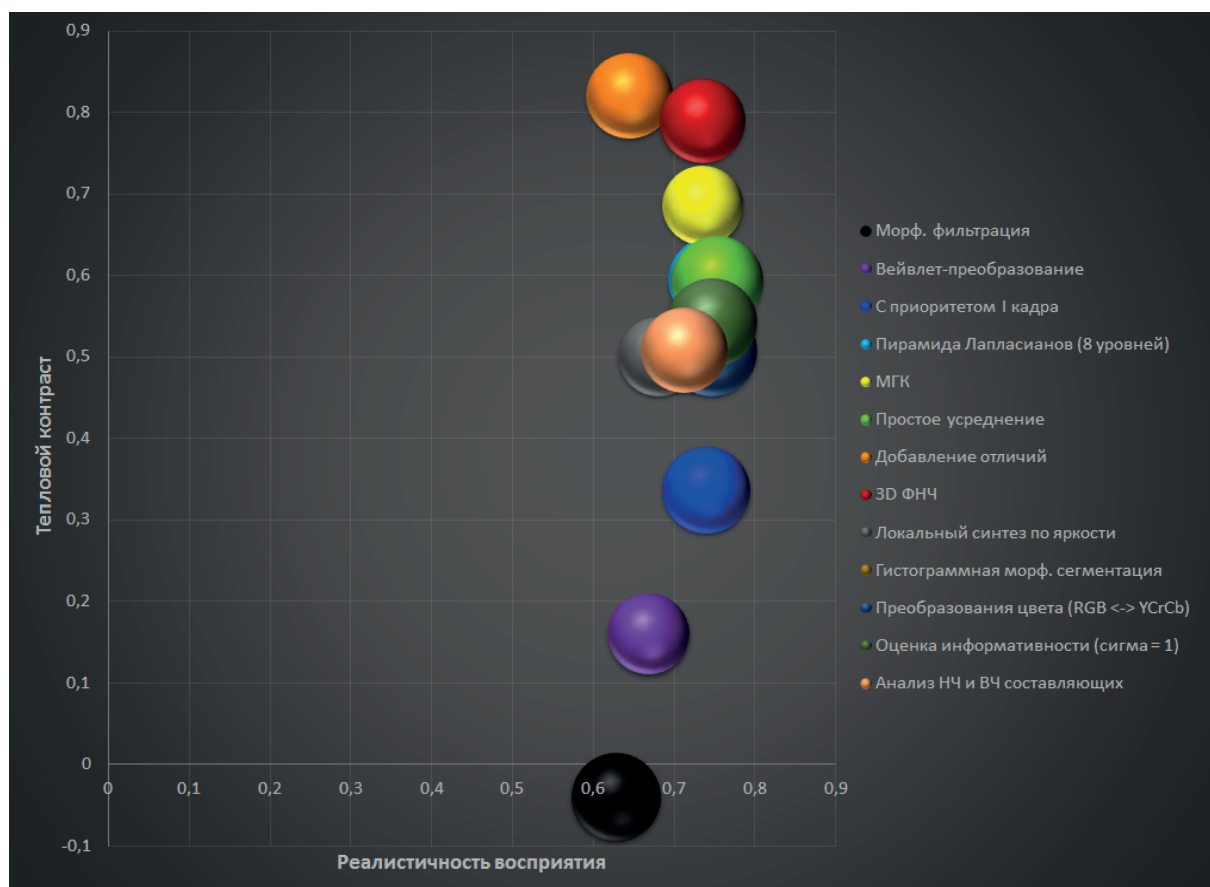 0,9
0,8
0,7
0,6
0,5
0,4
0,3
0,2
0,1
0
-0,1
Тепловой контраст
0 0,1 0,2 0,3 0,4 0,5 0,6 0,7 0,8 0,9
Реалистичность восприятия
Морф. фильтрация
Вейвлет-преобразование
С приоритетом I кадра
Пирамида Лапласианов (8 уровней)
МГК
Простое усреднение
Добавление отличий
3D ФНЧ
Локальный синтез по яркости
Гистограммная морф. сегментация
Преобразования цвета (RGB <-> YCrCb)
Оценка информативности (сигма = 1)
Анализ НЧ и ВЧ составляющих